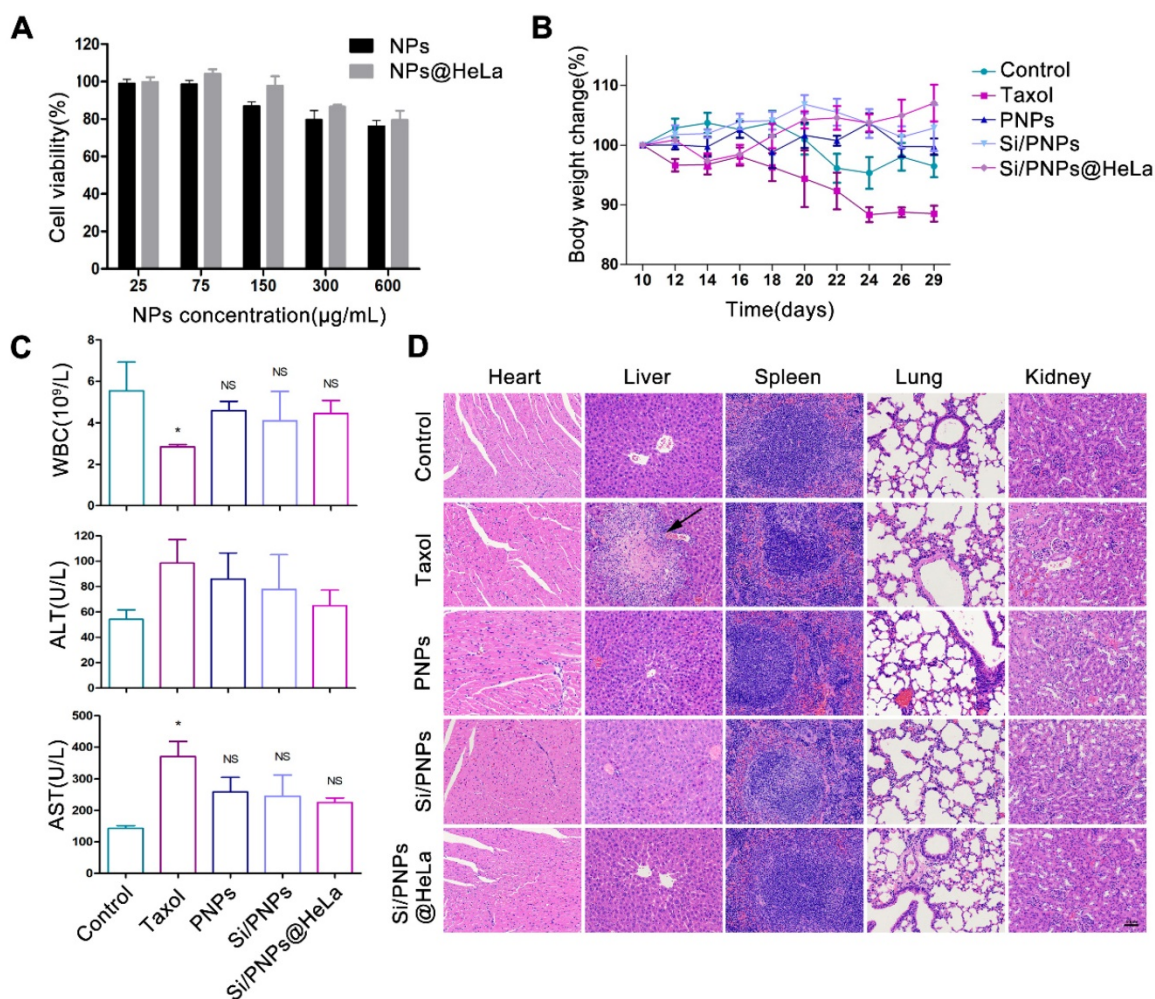 A
Cell viability(%)
120
100
80
60
40
20
0
25 75 150 300 600
NPs concentration(µg/mL)
NPs
NPs@HeLa
B
Body weight change(%)
110
100
90
80
10 12 14 16 18 20 22 24 26 29
Time(days)
Control
Taxol
PNPs
Si/PNPs
Si/PNPs@HeLa
C
WBC(10⁹/L)
8
6
4
2
0
* NS NS NS
ALT(U/L)
120
100
80
60
40
20
0
AST(U/L)
500
400
300
200
100
0
* NS NS NS
Control Taxol PNPs Si/PNPs Si/PNPs@HeLa
D
Heart Liver Spleen Lung Kidney
Control
Taxol
PNPs
Si/PNPs
Si/PNPs
@HeLa